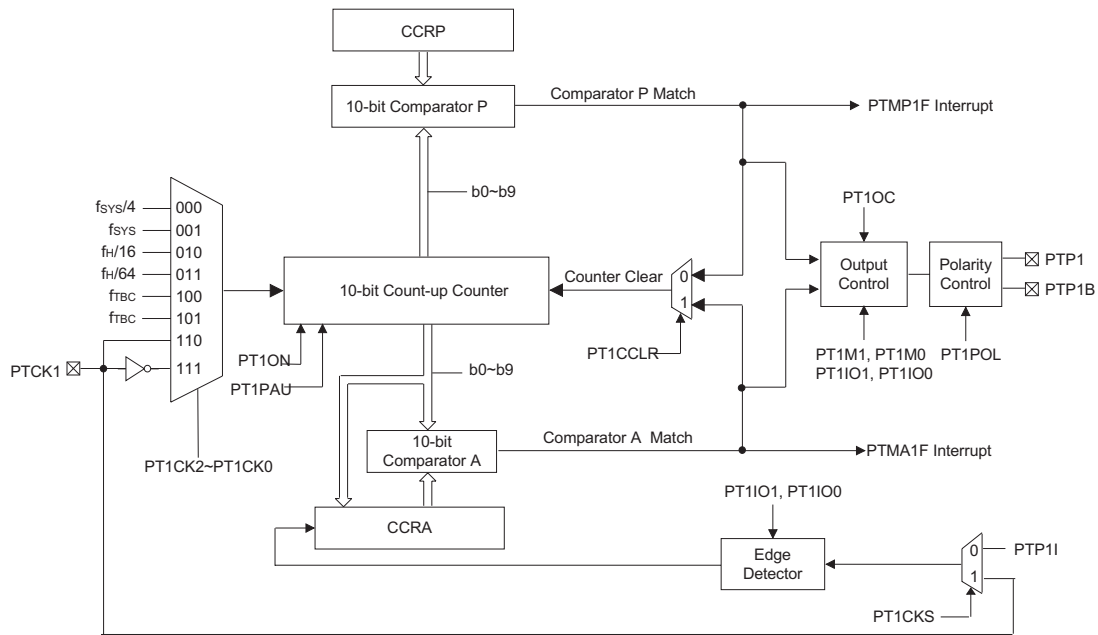 CCRP
10-bit Comparator P
Comparator P Match
PTMP1F Interrupt
b0~b9
fSYS/4
000
fSYS
001
fH/16
010
fH/64
011
fTBC
100
fTBC
101
110
111
PTCK1
PT1CK2~PT1CK0
10-bit Count-up Counter
PT1ON
PT1PAU
Counter Clear
0
1
PT1CCLR
PT1OC
Output
Control
PT1M1, PT1M0
PT1IO1, PT1IO0
Polarity
Control
PT1POL
PTP1
PTP1B
b0~b9
10-bit
Comparator A
Comparator A Match
PTMA1F Interrupt
CCRA
PT1IO1, PT1IO0
Edge
Detector
0
1
PTP1I
PT1CKS